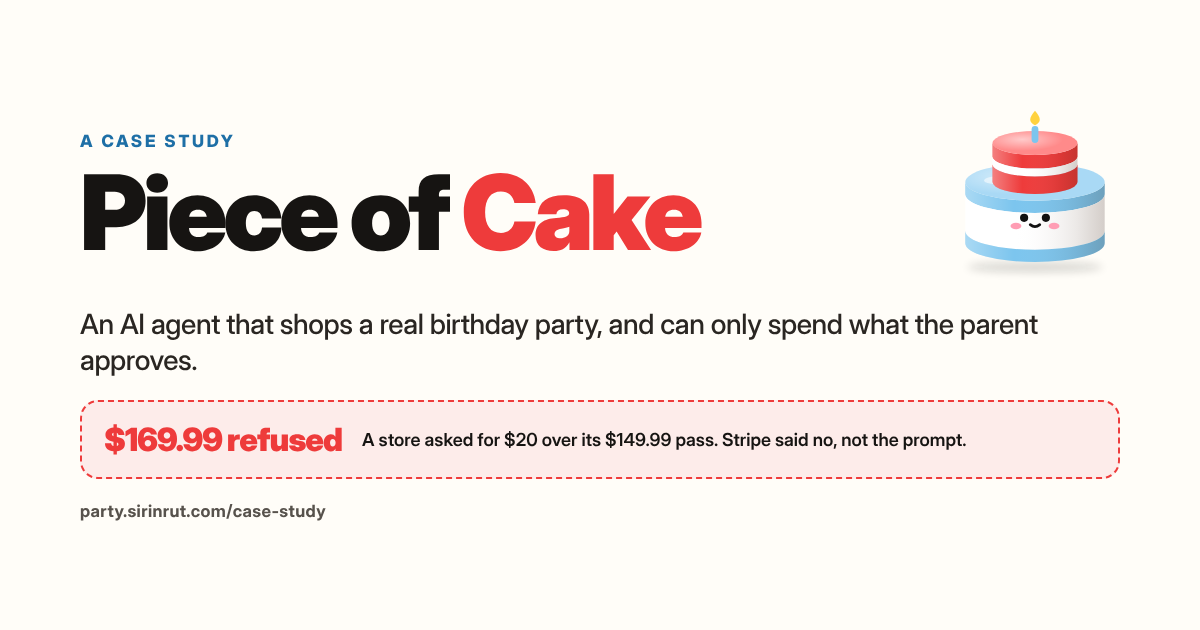 A CASE STUDY
Piece of Cake
An AI agent that shops a real birthday party, and can only spend what the parent
approves.
$169.99 refused A store asked for $20 over its $149.99 pass. Stripe said no, not the prompt.
party.sirinrut.com/case-study